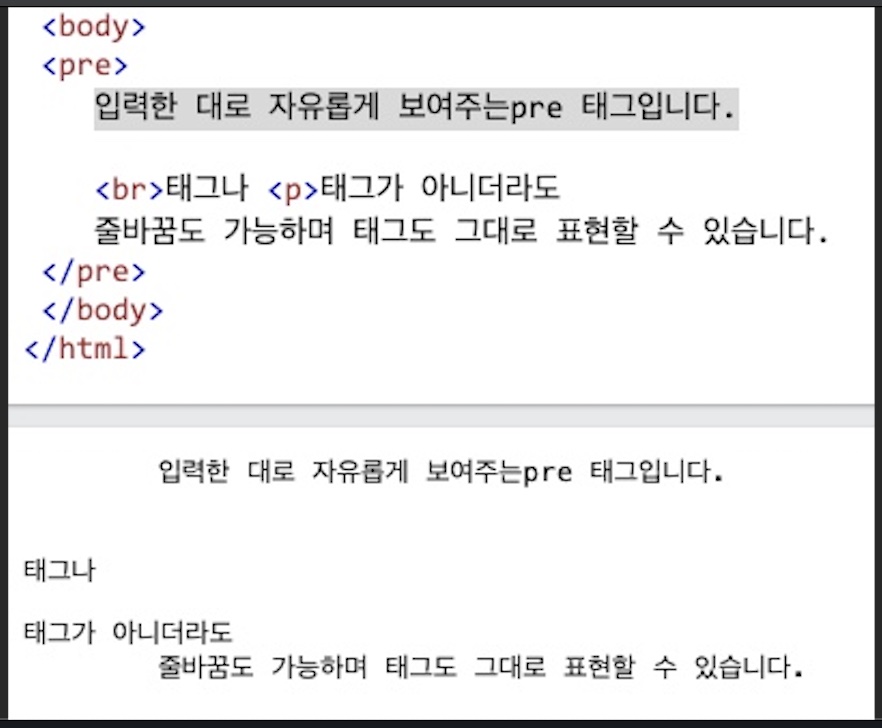 <body>
<pre>
입력한 대로 자유롭게 보여주는pre 태그입니다.
<br>태그나 <p>태그가 아니더라도
줄바꿈도 가능하며 태그도 그대로 표현할 수 있습니다.
</pre>
</body>
</html>
입력한 대로 자유롭게 보여주는pre 태그입니다.
태그나
태그가 아니더라도
줄바꿈도 가능하며 태그도 그대로 표현할 수 있습니다.